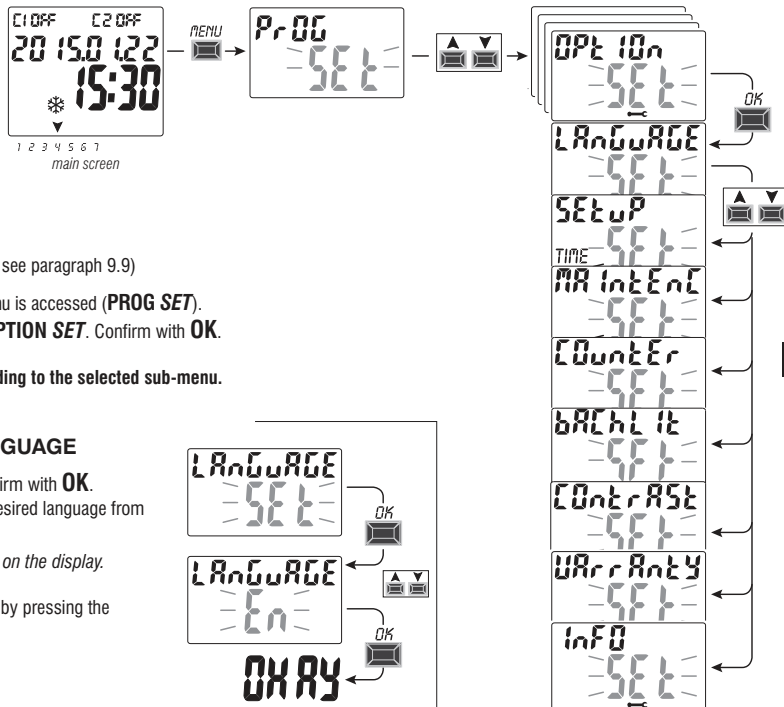 C1 OFF C2 OFF
2015.01.22
15:30
1 2 3 4 5 6 7
main screen
MENU
PrOG
SEt
OPtIOn
SEt
OK
LAnGuAGE
SEt
SEtuP
TIME
SEt
MAIntEnC
SEt
COuntEr
SEt
bACkLIt
SEt
COntrASt
SEt
WArrAntY
SEt
InFO
SEt
see paragraph 9.9)
nu is accessed (PROG SET).
PTION SET. Confirm with OK.
ding to the selected sub-menu.
GUAGE
firm with OK.
esired language from
on the display.
by pressing the
LAnGuAGE
SEt
OK
LAnGuAGE
En
OK
OKAY